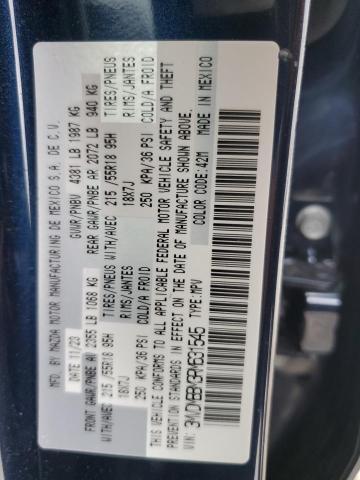 MFD. BY MAZDA MOTOR MANUFACTURING DE MEXICO S.A. DE C.V.
DATE 11/20 GVWR/PNBV 4381 LB 1987 KG
FRONT GAWR/PNBE AV 2355 LB 1068 KG REAR GAWR/PNBE AR 2072 LB 940 KG
TIRES/PNEUS WITH/AVEC 215/55R18 95H TIRES/PNEUS WITH/AVEC 215/55R18 95H
RIMS/JANTES 18X7J RIMS/JANTES 18X7J
COLD/A FROID 250 KPA/36 PSI COLD/A FROID 250 KPA/36 PSI
THIS VEHICLE CONFORMS TO ALL APPLICABLE FEDERAL MOTOR VEHICLE SAFETY AND THEFT
PREVENTION STANDARDS IN EFFECT ON THE DATE OF MANUFACTURE SHOWN ABOVE.
COLOR CODE: 42M MADE IN MEXICO
VIN: TYPE: MPV